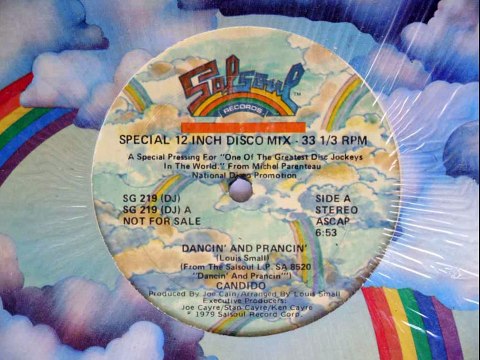 Salsoul
RECORDS TM
SPECIAL 12 INCH DISCO MIX - 33 1/3 RPM
A Special Pressing For "One Of The Greatest Disc Jockeys
In The World." From Michel Parenteau
National Disco Promotion
SG 219 (DJ)
SG 219 (DJ) A
NOT FOR SALE
SIDE A
STEREO
ASCAP
6:53
DANCIN' AND PRANCIN'
(Louis Small)
(From The Salsoul L.P. SA 8520
"Dancin' And Prancin'")
CANDIDO
Produced By Joe Cain/Arranged By Louis Small
Executive Producers:
Joe Cayre/Stan Cayre/Ken Cayre
© 1979 Salsoul Record Corp.